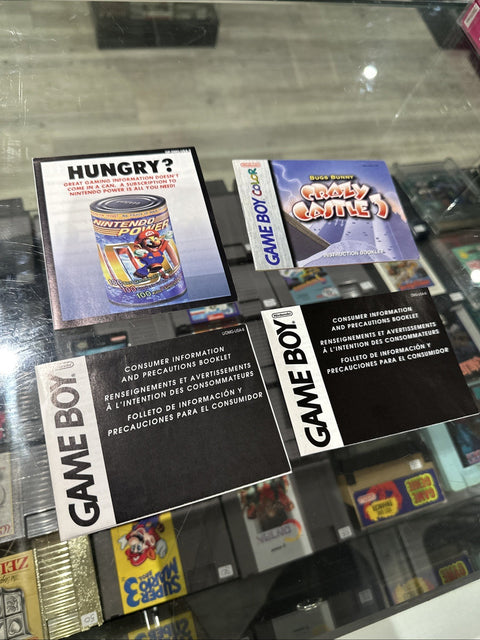 HUNGRY?
GREAT GAMING INFORMATION DOESN'T
COME IN A CAN. A SUBSCRIPTION TO
NINTENDO POWER IS ALL YOU NEED!
NINTENDO
POWER
GAME BOY COLOR
BUGS BUNNY
CRAZY
CASTLE 3
INSTRUCTION BOOKLET
Nintendo
GAME BOY
CONSUMER INFORMATION
AND PRECAUTIONS BOOKLET
RENSEIGNEMENTS ET AVERTISSEMENTS
À L'INTENTION DES CONSOMMATEURS
FOLLETO DE INFORMACIÓN Y
PRECAUCIONES PARA EL CONSUMIDOR
GAME BOY
CONSUMER INFORMATION
AND PRECAUTIONS BOOKLET
RENSEIGNEMENTS ET AVERTISSEMENTS
À L'INTENTION DES CONSOMMATEURS
FOLLETO DE INFORMACIÓN Y
PRECAUCIONES PARA EL CONSUMIDOR
GAME
GENIE
SUPER
MARIO
3